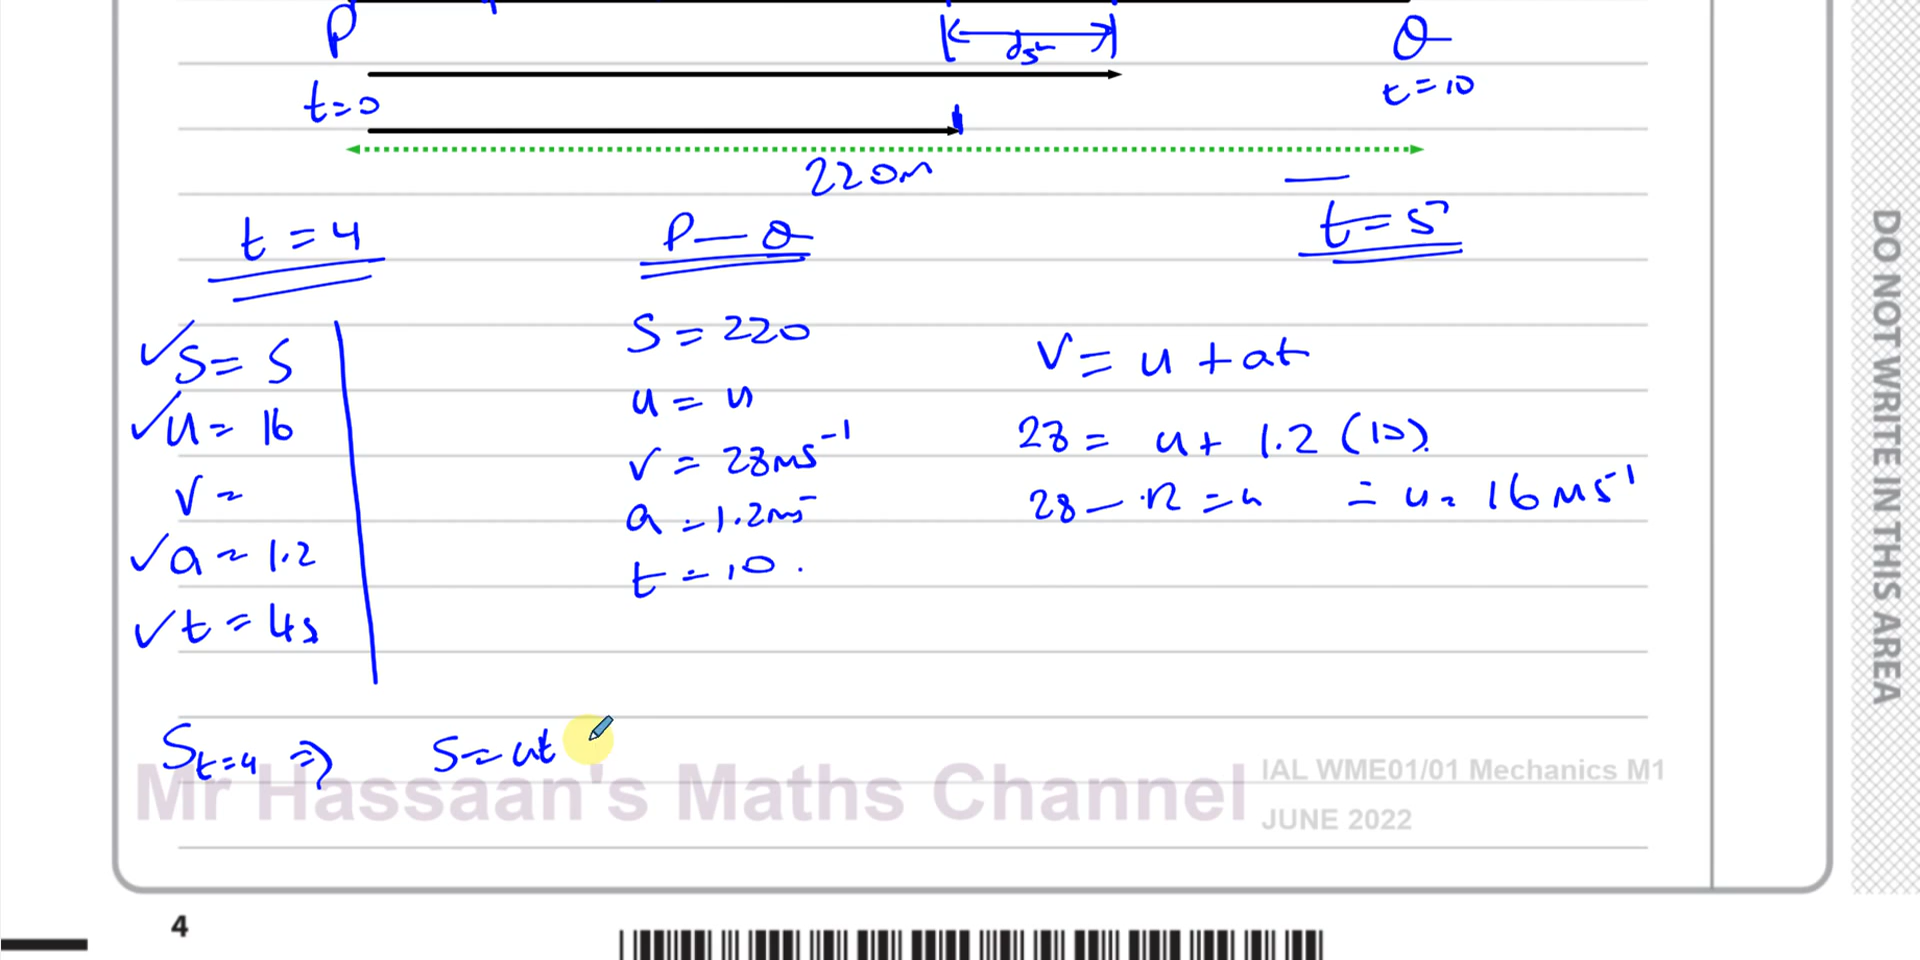 P
d5th
Q
t=0
t=10
220m
t=4
P—Q
t=5
S=S
u=16
v=
a=1.2
t=4s
S=220
u=u
v=28ms⁻¹
a=1.2ms⁻
t=10.
v=u+at
28=u+1.2(10).
28-12=u =u=16ms⁻¹
S t=4 ⇒ S=ut
Mr Hassaan's Maths Channel
IAL WME01/01 Mechanics M1
JUNE 2022
4
DO NOT WRITE IN THIS AREA